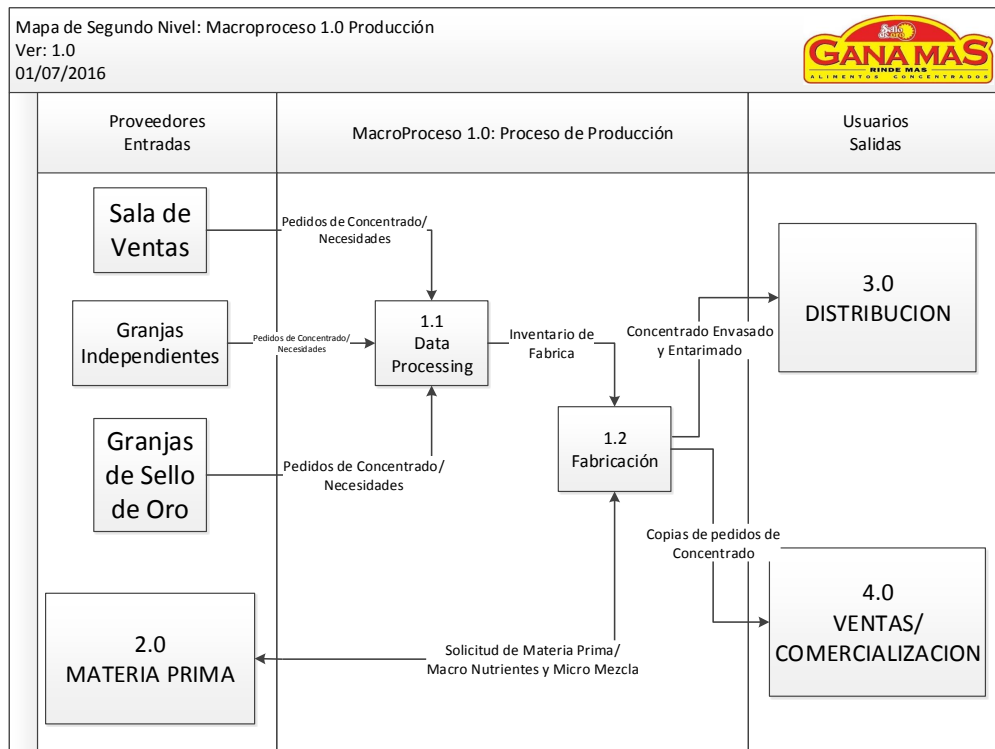 Mapa de Segundo Nivel: Macroproceso 1.0 Producción
Ver: 1.0
01/07/2016
Sello
de oro
GANA MAS
RINDE MAS
ALIMENTOS CONCENTRADOS
Proveedores
Entradas
MacroProceso 1.0: Proceso de Producción
Usuarios
Salidas
Sala de
Ventas
Pedidos de Concentrado/
Necesidades
Granjas
Independientes
Pedidos de Concentrado/
Necesidades
1.1
Data
Processing
Inventario de
Fabrica
Concentrado Envasado
y Entarimado
3.0
DISTRIBUCION
Granjas
de Sello
de Oro
Pedidos de Concentrado/
Necesidades
1.2
Fabricación
Copias de pedidos de
Concentrado
2.0
MATERIA PRIMA
Solicitud de Materia Prima/
Macro Nutrientes y Micro Mezcla
4.0
VENTAS/
COMERCIALIZACION